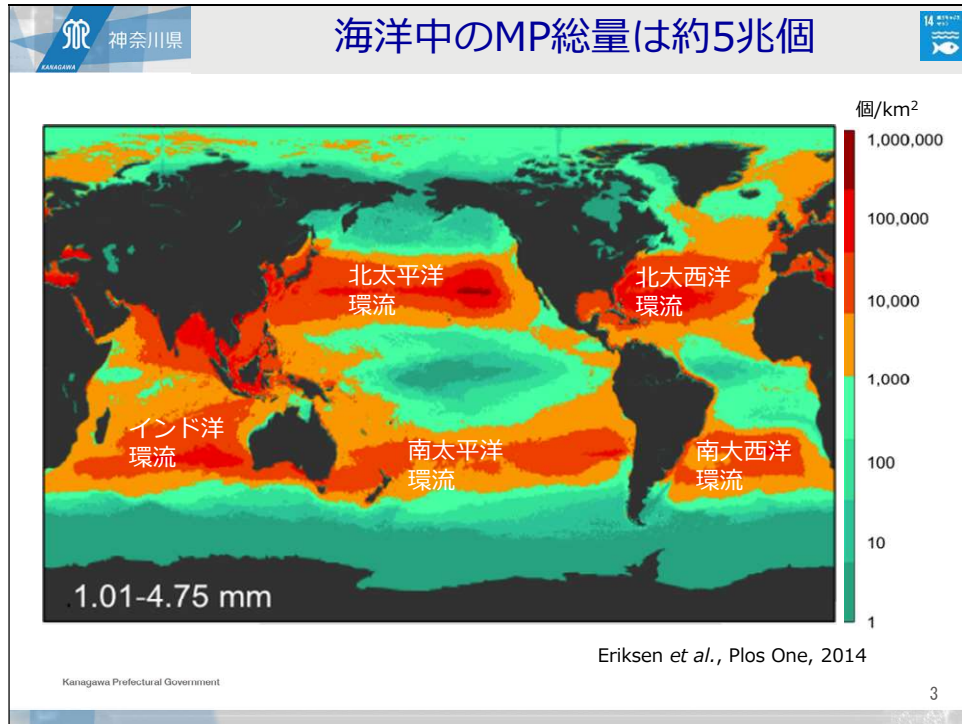 神奈川県
KANAGAWA
海洋中のMP総量は約5兆個
個/km²
1,000,000
100,000
10,000
1,000
100
10
1
北太平洋
環流
北大西洋
環流
インド洋
環流
南太平洋
環流
南大西洋
環流
1.01-4.75 mm
Eriksen et al., Plos One, 2014
Kanagawa Prefectural Government
3
14